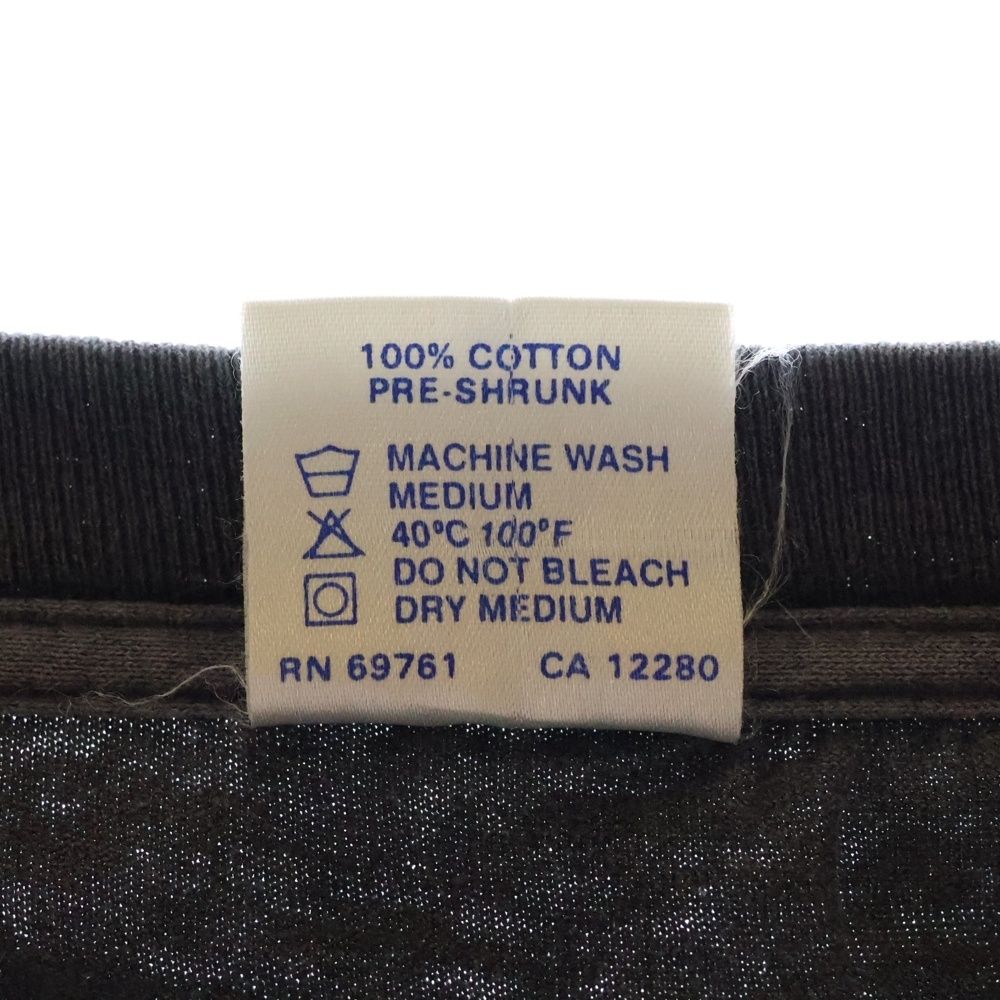 100% COTTON
PRE-SHRUNK
MACHINE WASH
MEDIUM
40°C 100°F
DO NOT BLEACH
DRY MEDIUM
RN 69761 CA 12280